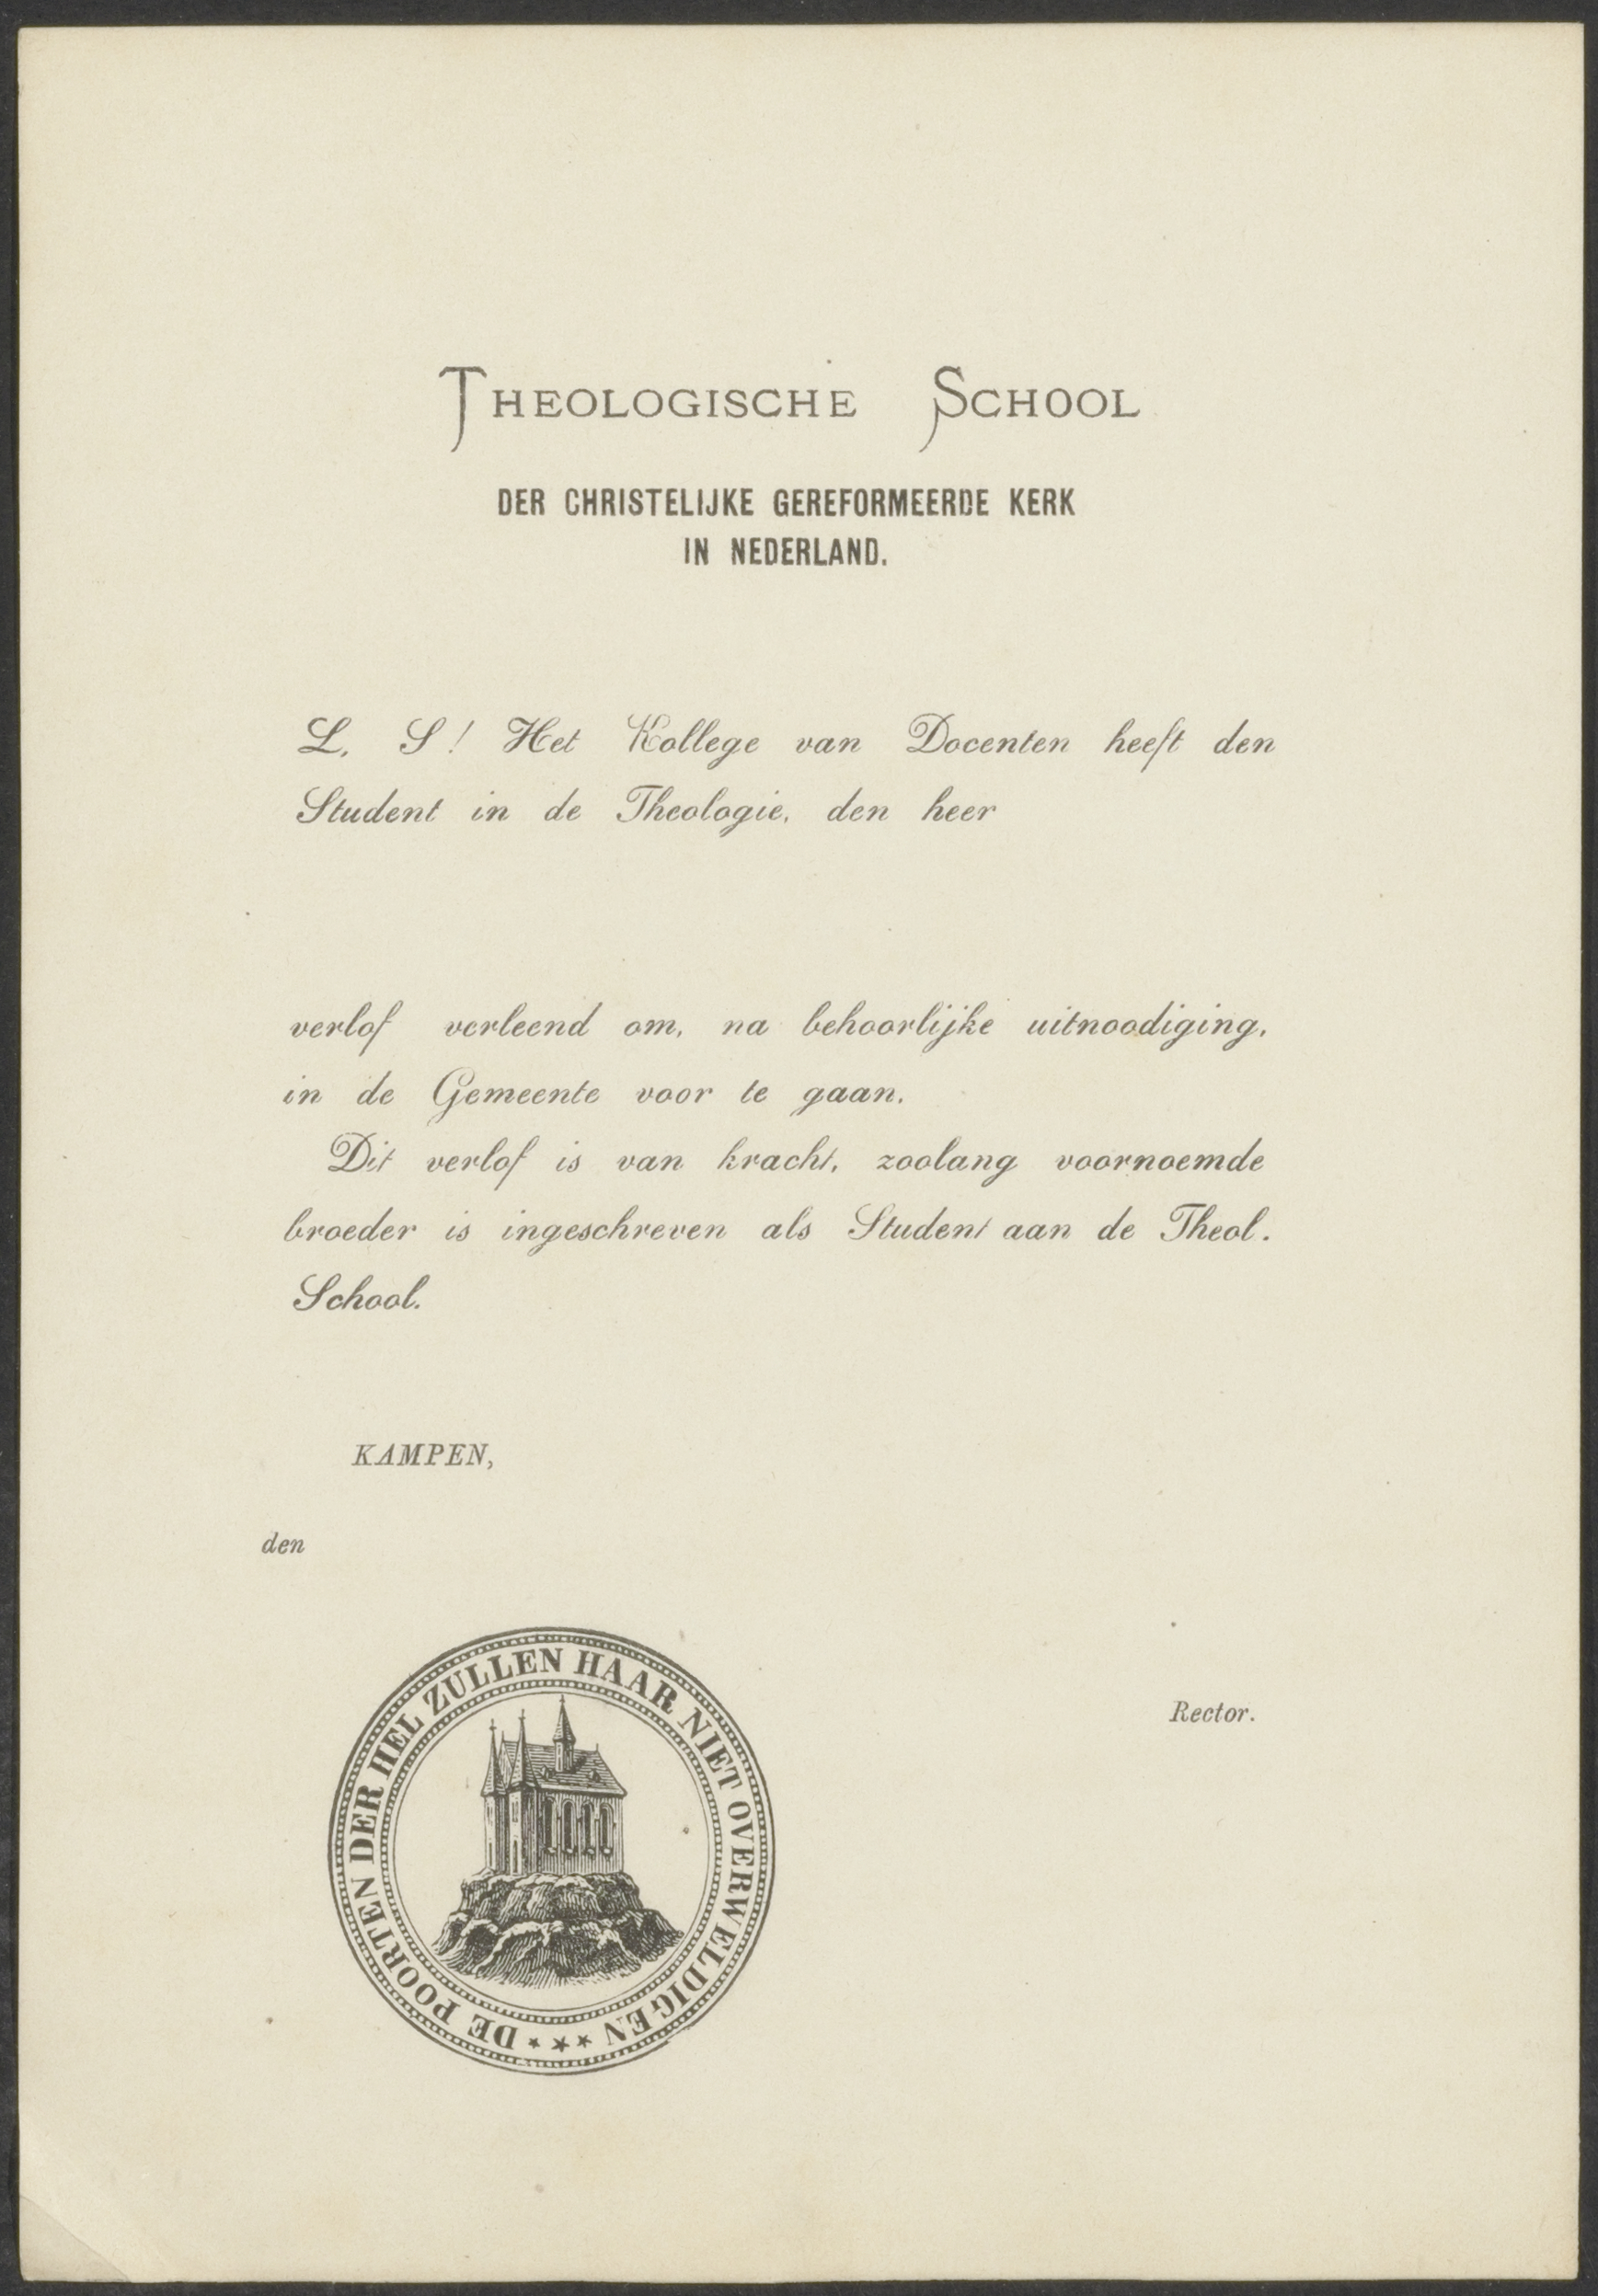 THEOLOGISCHE SCHOOL
DER CHRISTELIJKE GEREFORMEERDE KERK
IN NEDERLAND.
L. S! Het Kollege van Docenten heeft den
Student in de Theologie, den heer
verlof verleend om, na behoorlijke uitnoodiging,
in de Gemeente voor te gaan.
Dit verlof is van kracht, zoolang voornoemde
broeder is ingeschreven als Student aan de Theol.
School.
KAMPEN,
den
Rector.
DE POORTEN DER HEL ZULLEN HAAR NIET OVERWELDIGEN